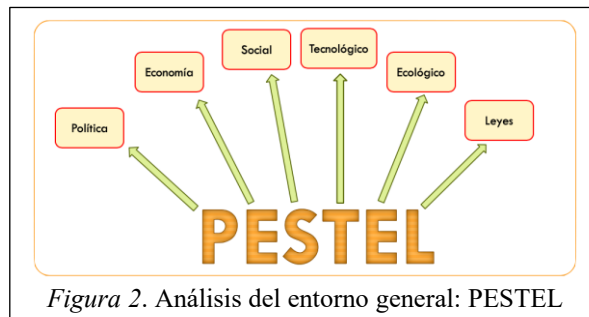 Política
Economía
Social
Tecnológico
Ecológico
Leyes
PESTEL
Figura 2. Análisis del entorno general: PESTEL